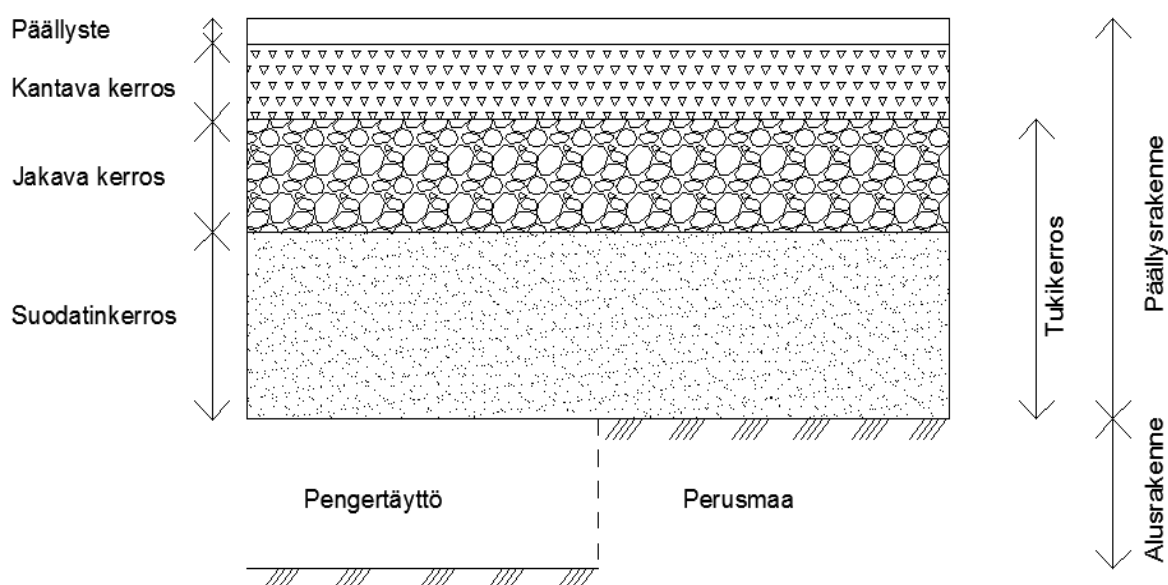 Päällyste
Kantava kerros
Jakava kerros
Suodatinkerros
Pengertäyttö
Perusmaa
Tukikerros
Päällysrakenne
Alusrakenne